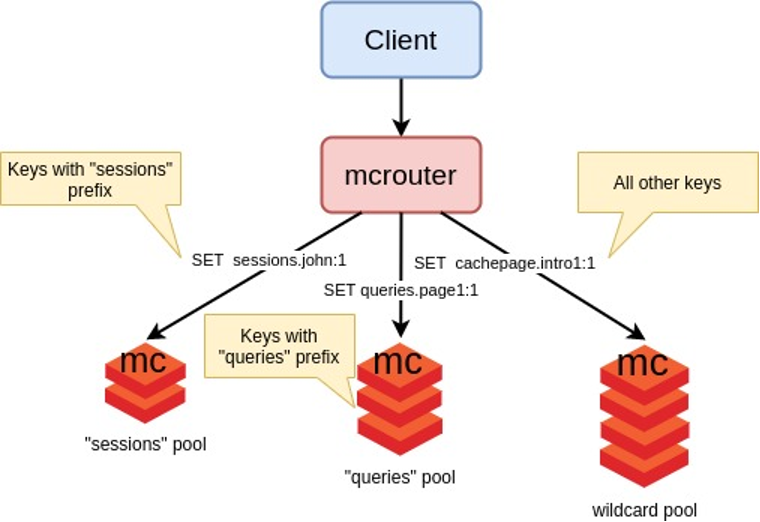 Client
mcrouter
Keys with "sessions"
prefix
All other keys
SET  sessions.john:1
SET  cachepage.intro1:1
SET queries.page1:1
Keys with
"queries" prefix
mc
mc
mc
"sessions" pool
"queries" pool
wildcard pool